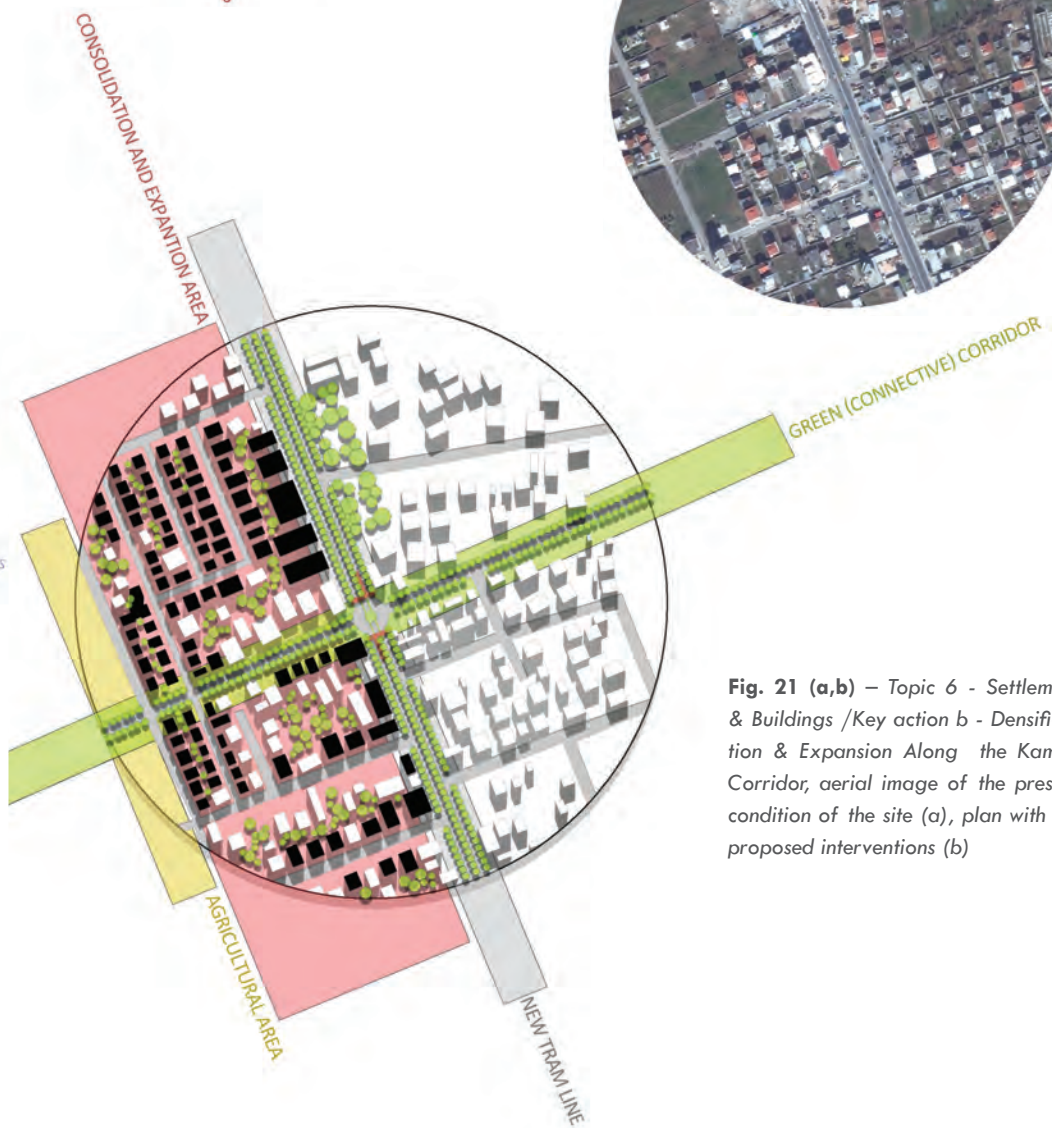 CONSOLIDATION AND EXPANTION AREA
GREEN (CONNECTIVE) CORRIDOR
Fig. 21 (a,b) – Topic 6 - Settlem
& Buildings /Key action b - Densifi
tion & Expansion Along the Kam
Corridor, aerial image of the pres
condition of the site (a), plan with
proposed interventions (b)
AGRICULTURAL AREA
NEW TRAM LINE